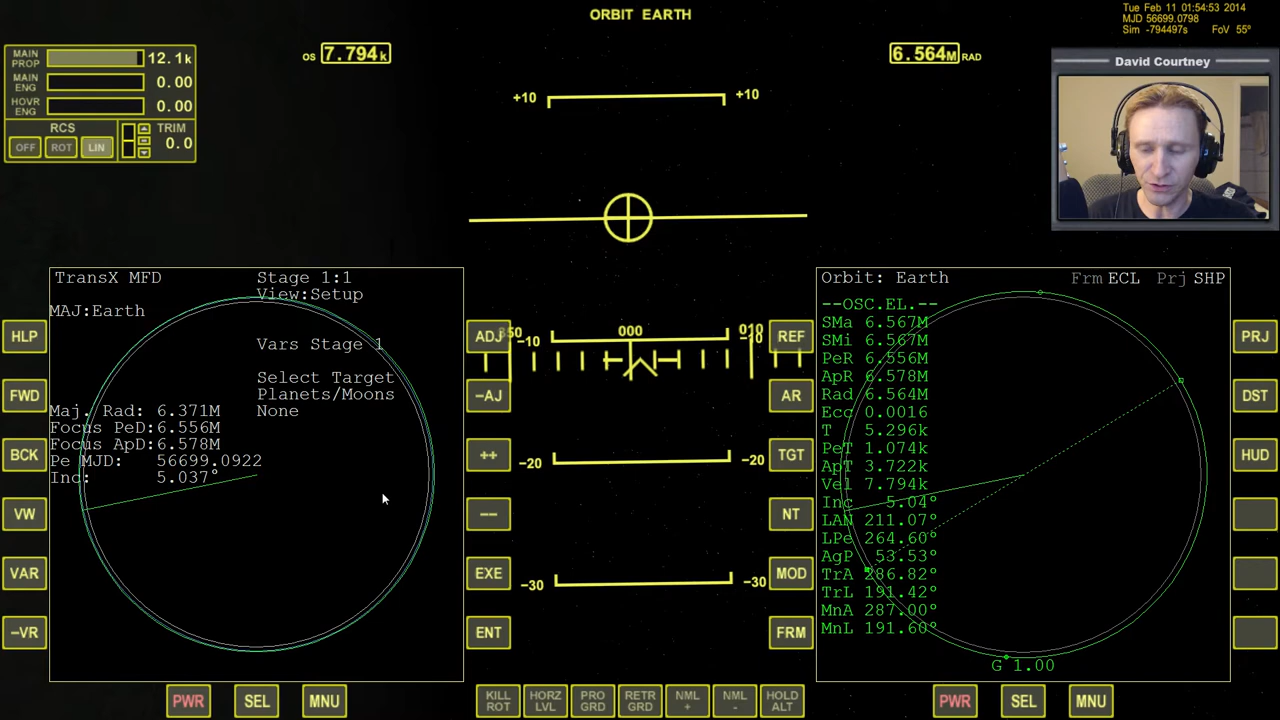 ORBIT EARTH
Tue Feb 11 01:54:53 2014
MJD 56699.0798
Sim -794497s FoV 55°
MAIN PROP 12.1k
MAIN ENG 0.00
HOVR ENG 0.00
RCS TRIM
OFF ROT LIN 0.0
OS 7.794k
6.564M RAD
David Courtney
+10 +10
350 000 010
-10 -10
-20 -20
-30 -30
TransX MFD Stage 1:1
View:Setup
MAJ:Earth
Vars Stage 1
Select Target
Planets/Moons
None
Maj. Rad: 6.371M
Focus PeD:6.556M
Focus ApD:6.578M
Pe MJD: 56699.0922
Inc: 5.037°
HLP
FWD
BCK
VW
VAR
-VR
ADJ
-AJ
++
--
EXE
ENT
PWR SEL MNU
KILL ROT
HORZ LVL
PRO GRD
RETR GRD
NML +
NML -
HOLD ALT
Orbit: Earth Frm ECL Prj SHP
--OSC.EL.--
SMa 6.567M
SMi 6.567M
PeR 6.556M
ApR 6.578M
Rad 6.564M
Ecc 0.0016
T 5.296k
PeT 1.074k
ApT 3.722k
Vel 7.794k
Inc 5.04°
LAN 211.07°
LPe 264.60°
AgP 53.53°
TrA 286.82°
TrL 191.42°
MnA 287.00°
MnL 191.60°
G 1.00
REF
AR
TGT
NT
MOD
FRM
PRJ
DST
HUD
PWR SEL MNU